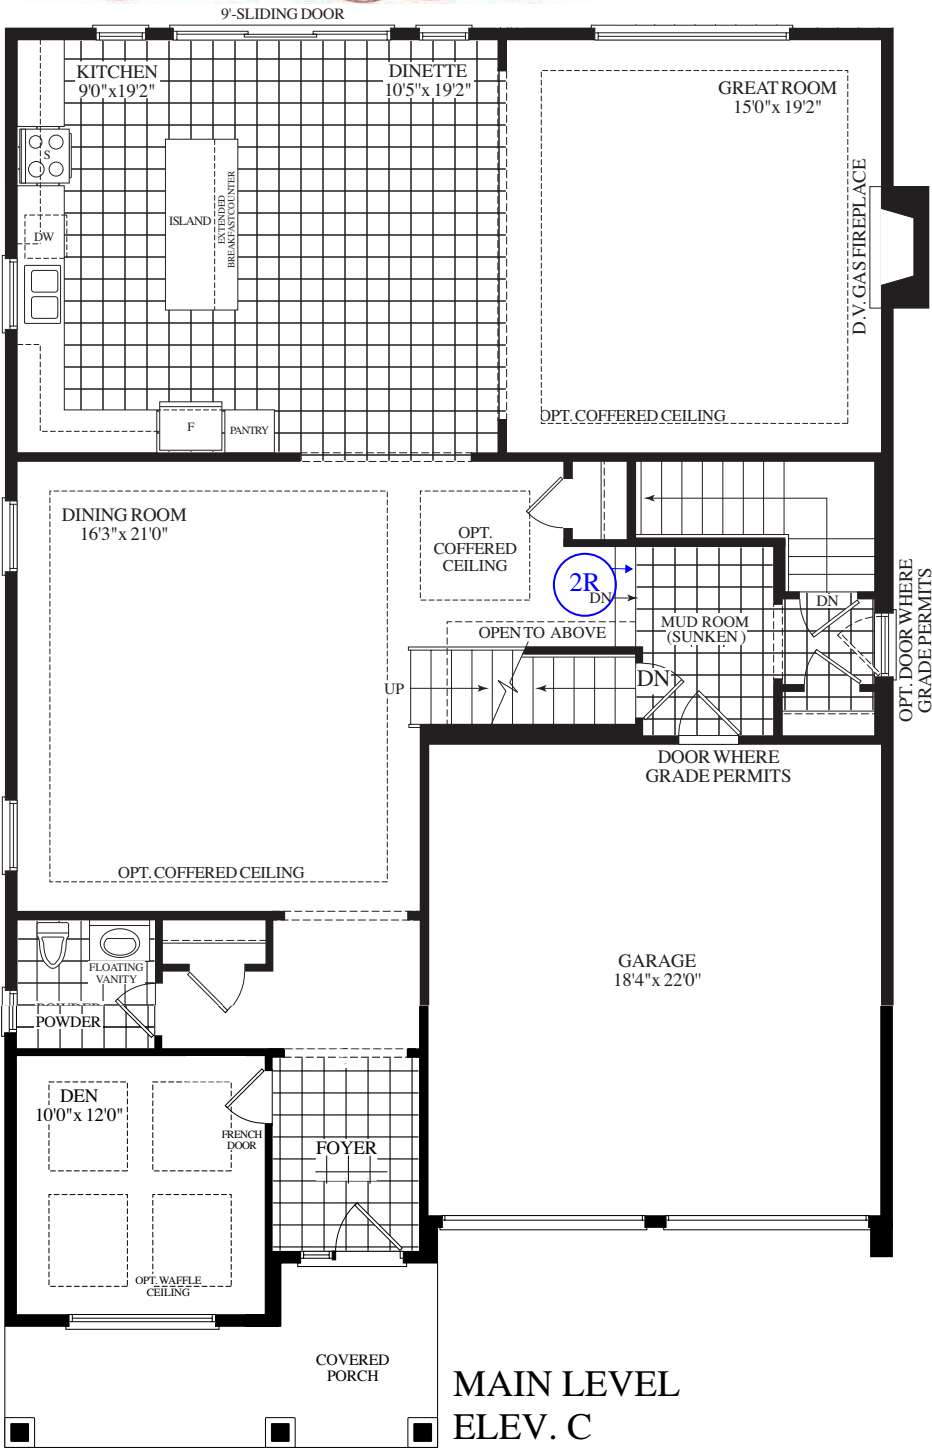 9'-SLIDING DOOR
KITCHEN
9'0"x19'2"
DINETTE
10'5"x 19'2"
GREAT ROOM
15'0"x 19'2"
S
DW
ISLAND
EXTENDED
BREAKFASTCOUNTER
D.V. GAS FIREPLACE
F
PANTRY
OPT. COFFERED CEILING
DINING ROOM
16'3"x 21'0"
OPT.
COFFERED
CEILING
2R
DN
MUD ROOM
(SUNKEN )
DN
OPT. DOOR WHERE
GRADE PERMITS
OPEN TO ABOVE
UP
DN
DOOR WHERE
GRADE PERMITS
OPT. COFFERED CEILING
FLOATING
VANITY
POWDER
GARAGE
18'4"x 22'0"
DEN
10'0"x 12'0"
FRENCH
DOOR
FOYER
OPT. WAFFLE
CEILING
COVERED
PORCH
MAIN LEVEL
ELEV. C